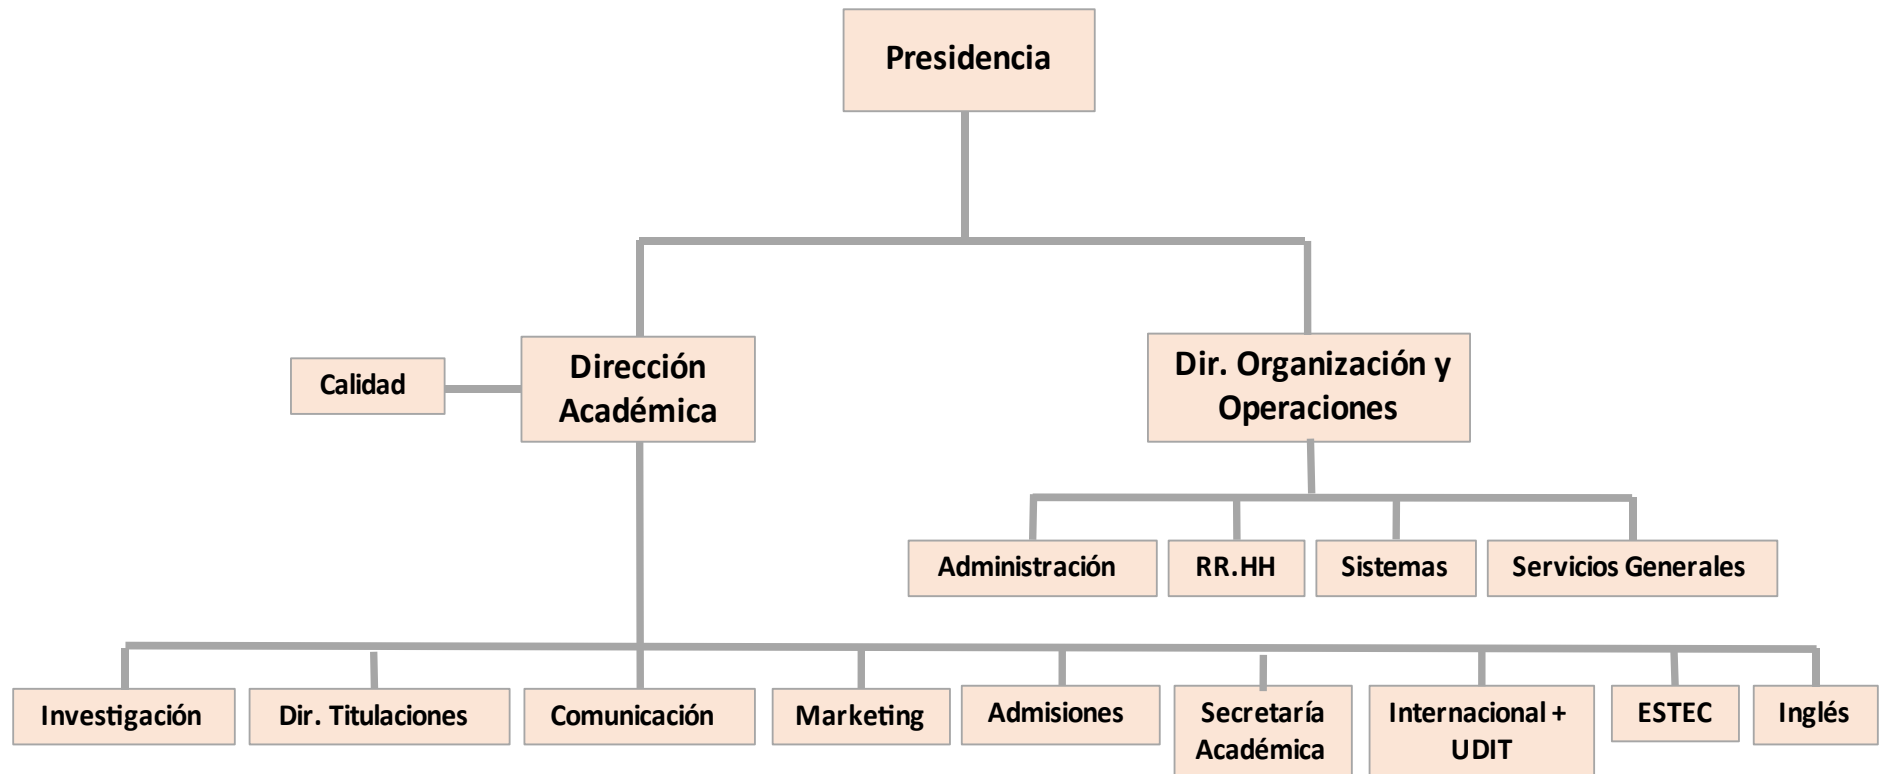 Presidencia
Calidad
Dirección
Académica
Dir. Organización y
Operaciones
Administración
RR.HH
Sistemas
Servicios Generales
Investigación
Dir. Titulaciones
Comunicación
Marketing
Admisiones
Secretaría
Académica
Internacional +
UDIT
ESTEC
Inglés